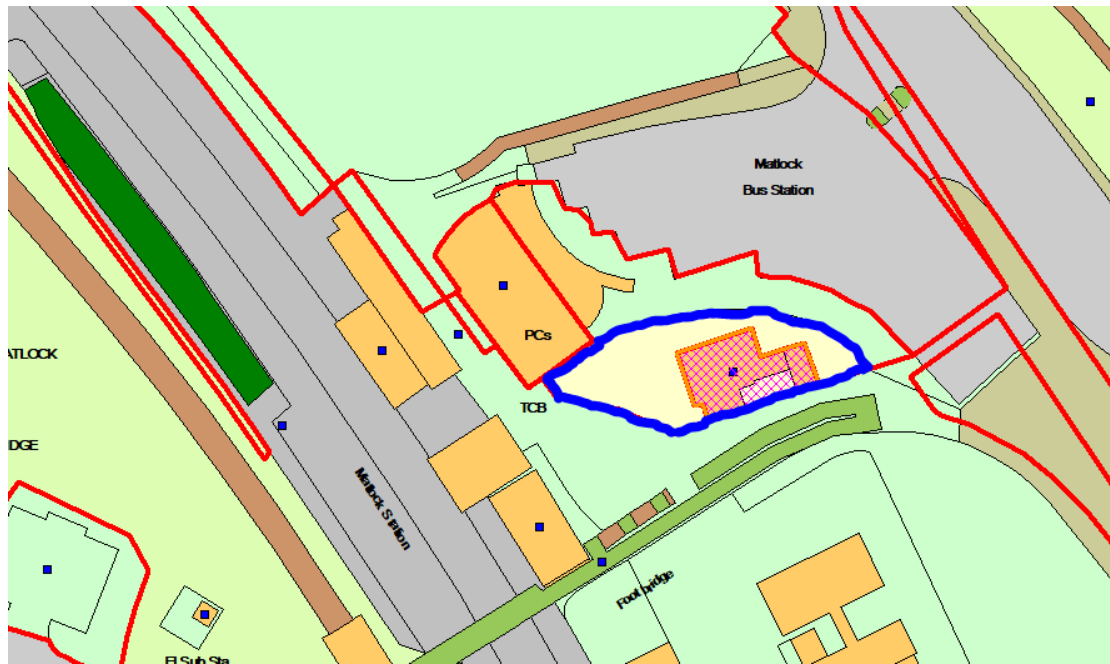 Matlock
Bus Station
PCs
ATLOCK
TCB
DGE
Matlock Station
Foot bridge
El Sub Sta